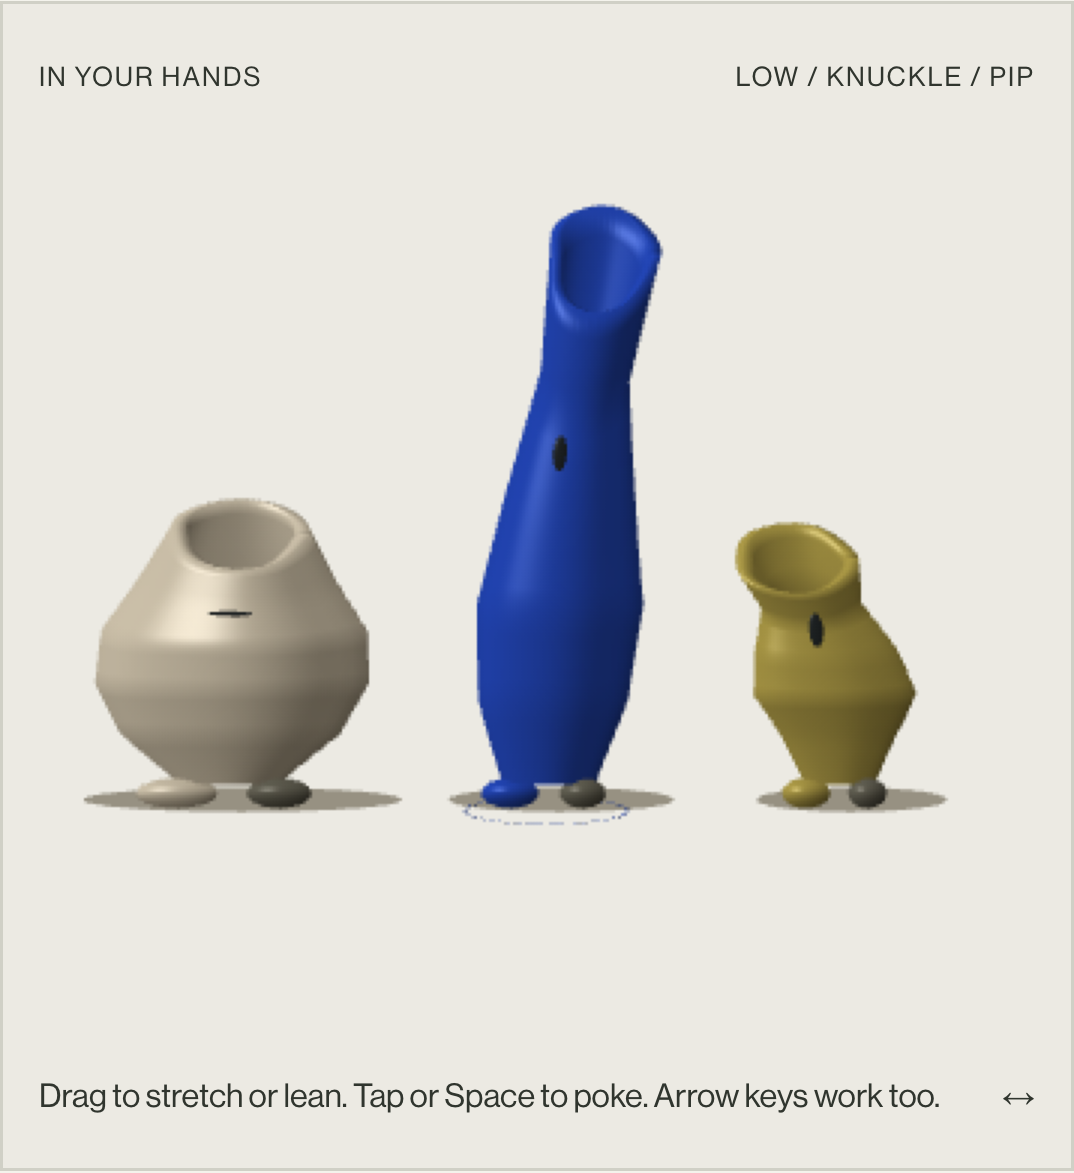 IN YOUR HANDS
LOW / KNUCKLE / PIP
Drag to stretch or lean. Tap or Space to poke. Arrow keys work too. ↔